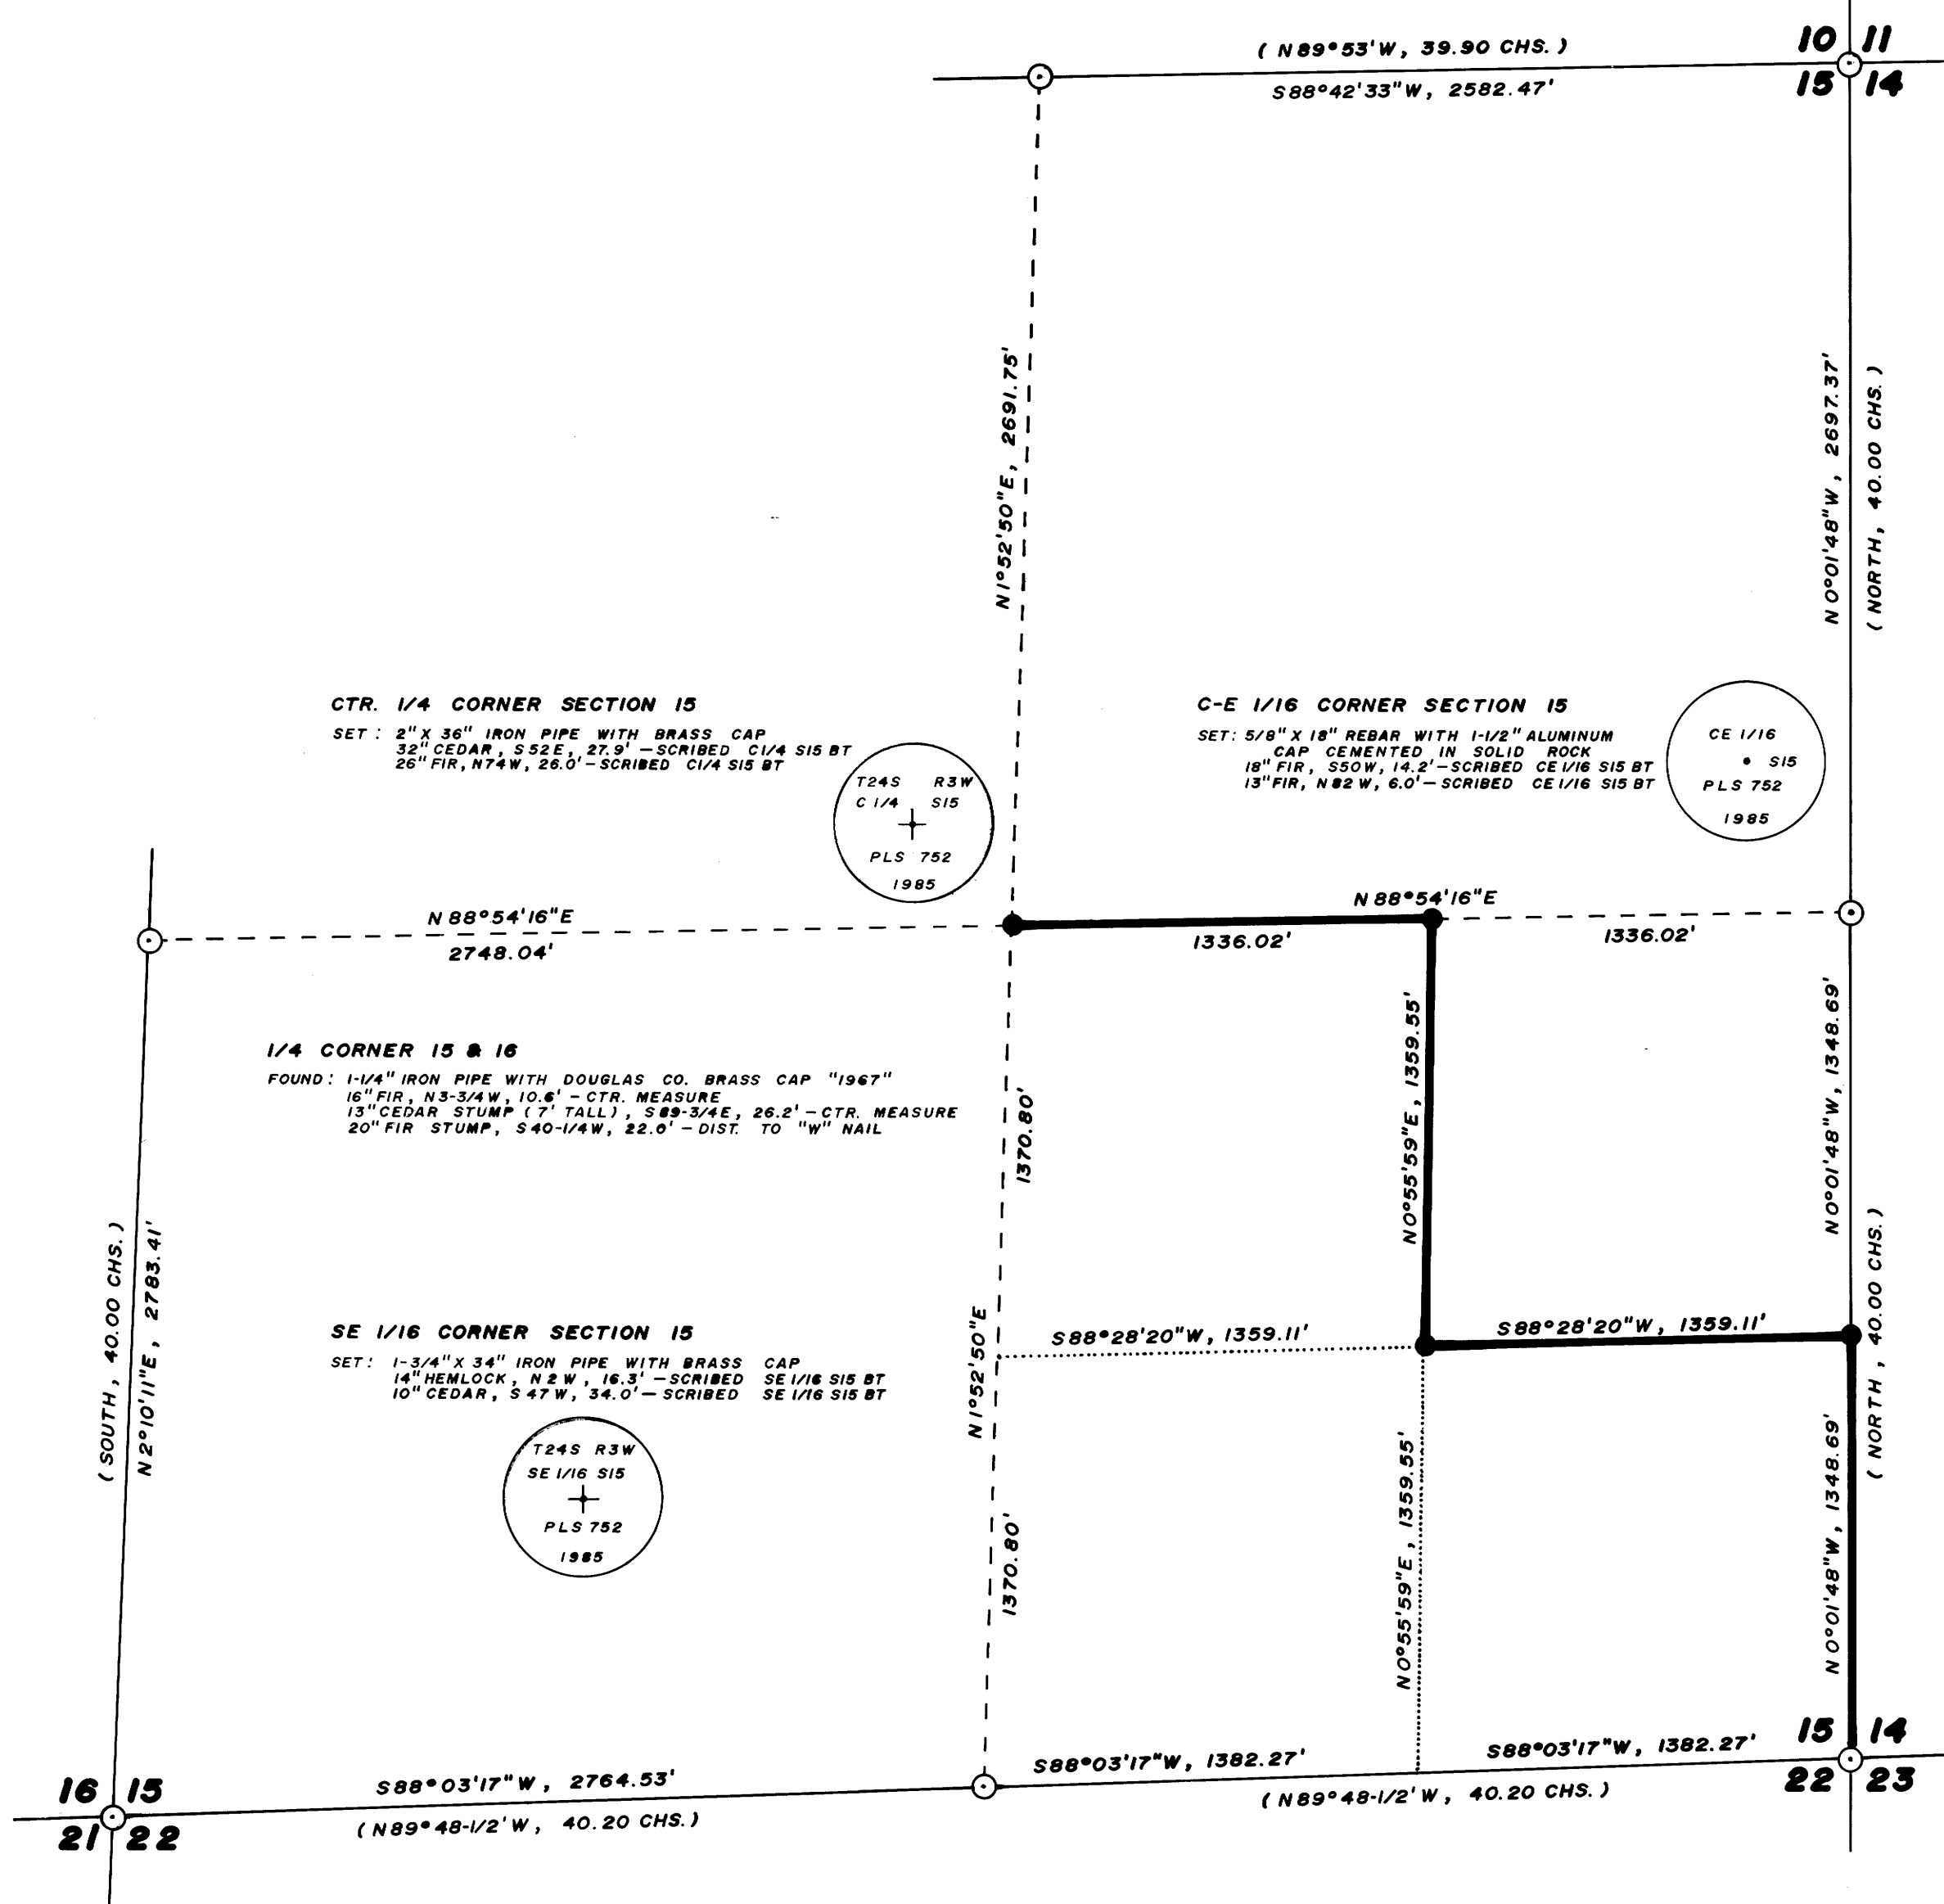 ( N89°53'W, 39.90 CHS. )
S88°42'33"W, 2582.47'
10 11
15 14
N1°52'50"E, 2691.75'
N0°01'48"W, 2697.37'
( NORTH, 40.00 CHS. )
CTR. 1/4 CORNER SECTION 15
SET: 2" X 36" IRON PIPE WITH BRASS CAP
32" CEDAR, S52E, 27.9' - SCRIBED C1/4 S15 BT
26" FIR, N74W, 26.0' - SCRIBED C1/4 S15 BT
T24S R3W
C 1/4 S15
PLS 752
1985
C-E 1/16 CORNER SECTION 15
SET: 5/8" X 18" REBAR WITH 1-1/2" ALUMINUM
CAP CEMENTED IN SOLID ROCK
18" FIR, S50W, 14.2' - SCRIBED CE 1/16 S15 BT
13" FIR, N82W, 6.0' - SCRIBED CE 1/16 S15 BT
CE 1/16
S15
PLS 752
1985
N88°54'16"E
2748.04'
N88°54'16"E
1336.02'
1336.02'
1/4 CORNER 15 & 16
FOUND: 1-1/4" IRON PIPE WITH DOUGLAS CO. BRASS CAP "1967"
16" FIR, N3-3/4W, 10.6' - CTR. MEASURE
13" CEDAR STUMP (7' TALL), S89-3/4E, 26.2' - CTR. MEASURE
20" FIR STUMP, S40-1/4W, 22.0' - DIST. TO "W" NAIL
1370.80'
N0°55'59"E, 1359.55'
N0°01'48"W, 1348.69'
( SOUTH, 40.00 CHS. )
N2°10'11"E, 2783.41'
SE 1/16 CORNER SECTION 15
SET: 1-3/4" X 34" IRON PIPE WITH BRASS CAP
14" HEMLOCK, N2W, 16.3' - SCRIBED SE 1/16 S15 BT
10" CEDAR, S47W, 34.0' - SCRIBED SE 1/16 S15 BT
T24S R3W
SE 1/16 S15
PLS 752
1985
N1°52'50"E
S88°28'20"W, 1359.11'
S88°28'20"W, 1359.11'
( NORTH, 40.00 CHS. )
1370.80'
N0°55'59"E, 1359.55'
N0°01'48"W, 1348.69'
16 15
21 22
S88°03'17"W, 2764.53'
( N89°48-1/2'W, 40.20 CHS. )
S88°03'17"W, 1382.27'
S88°03'17"W, 1382.27'
( N89°48-1/2'W, 40.20 CHS. )
15 14
22 23